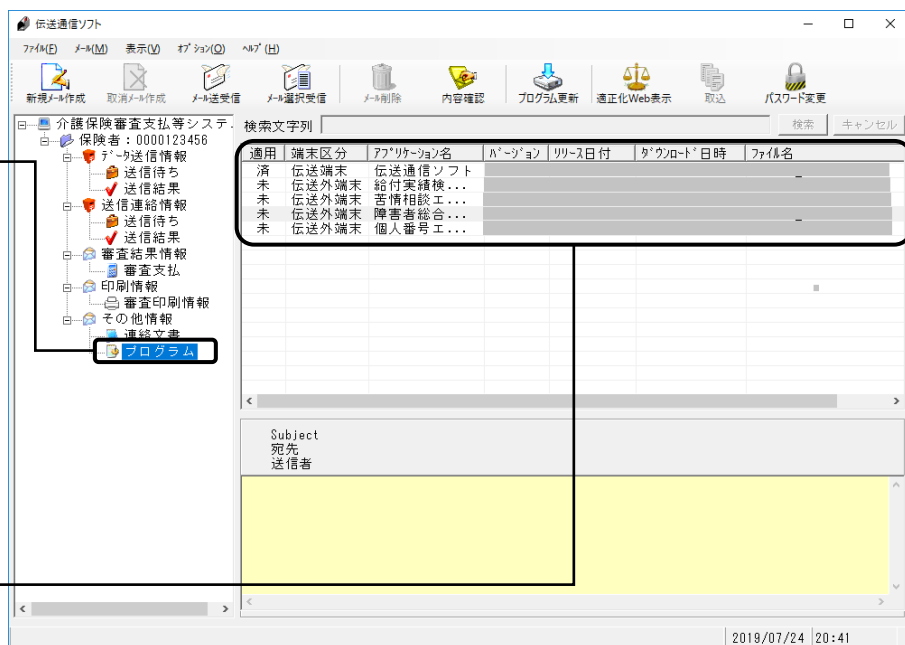 伝送通信ソフト
ﾌｧｲﾙ(F) ﾒｰﾙ(M) 表示(V) ｵﾌﾟｼｮﾝ(O) ﾍﾙﾌﾟ(H)
新規ﾒｰﾙ作成 取消ﾒｰﾙ作成 ﾒｰﾙ送受信 ﾒｰﾙ選択受信 ﾒｰﾙ削除 内容確認 ﾌﾟﾛｸﾞﾗﾑ更新 適正化Web表示 取込 ﾊﾟｽﾜｰﾄﾞ変更
介護保険審査支払等システ.
保険者：0000123456
ﾃﾞｰﾀ送信情報
送信待ち
送信結果
送信連絡情報
送信待ち
送信結果
審査結果情報
審査支払
印刷情報
審査印刷情報
その他情報
連絡文書
プログラム
検索文字列 検索 キャンセル
適用 端末区分 ｱﾌﾟﾘｹｰｼｮﾝ名 ﾊﾞｰｼﾞｮﾝ ﾘﾘｰｽ日付 ﾀﾞｳﾝﾛｰﾄﾞ日時 ﾌｧｲﾙ名
済 伝送端末 伝送通信ソフト
未 伝送外端末 給付実績検...
未 伝送外端末 苦情相談エ...
未 伝送外端末 障害者総合...
未 伝送外端末 個人番号エ...
Subject
宛先
送信者
2019/07/24 20:41